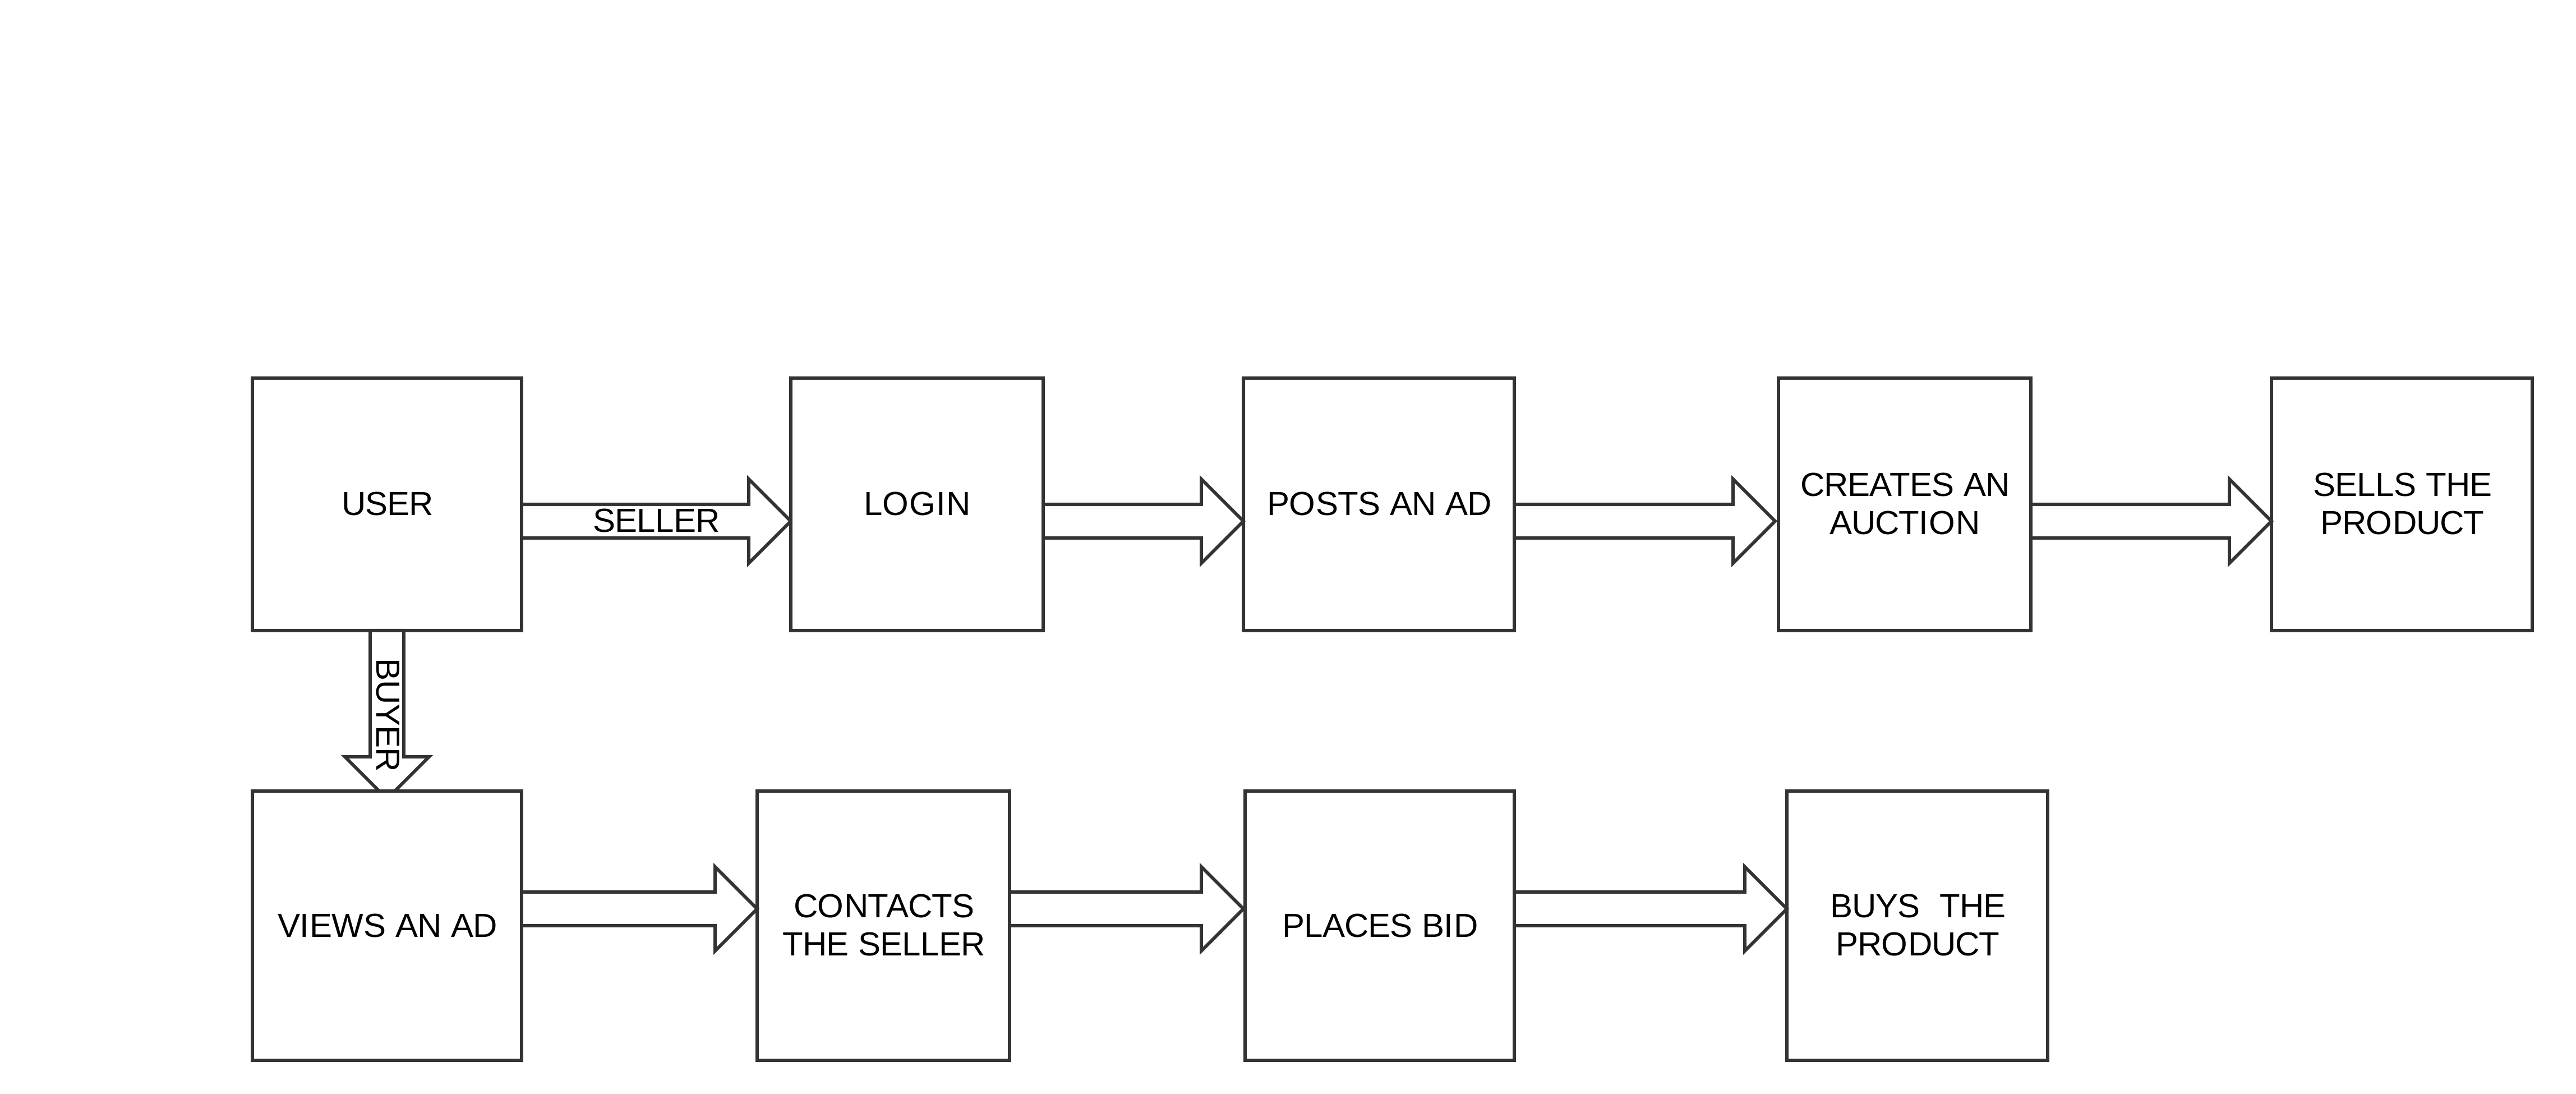 USER
SELLER
LOGIN
POSTS AN AD
CREATES AN
AUCTION
SELLS THE
PRODUCT
BUYER
VIEWS AN AD
CONTACTS
THE SELLER
PLACES BID
BUYS  THE
PRODUCT